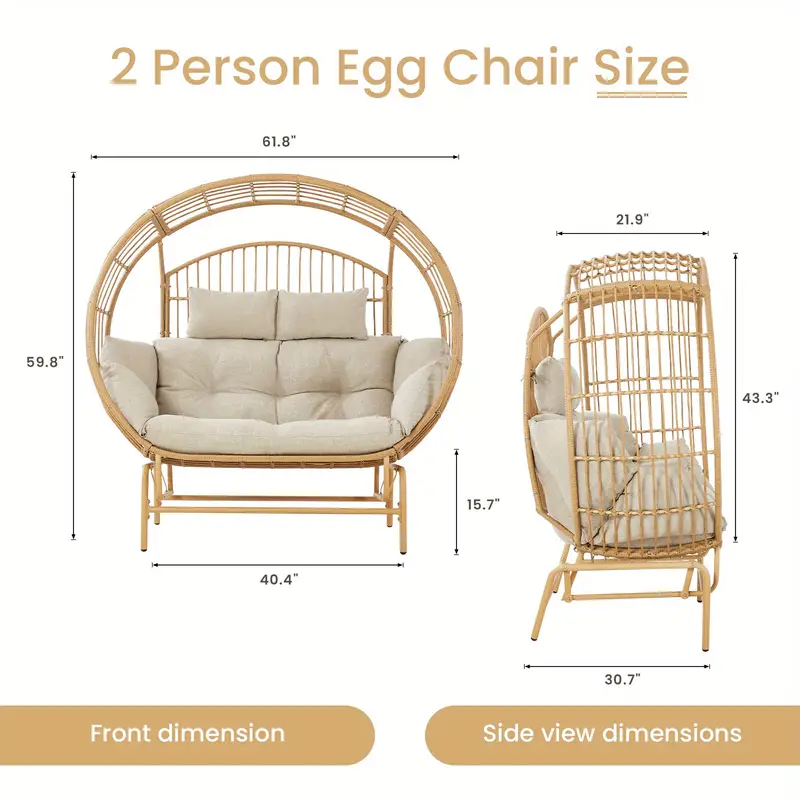 2 Person Egg Chair Size
61.8"
21.9"
59.8"
43.3"
15.7"
40.4"
30.7"
Front dimension
Side view dimensions